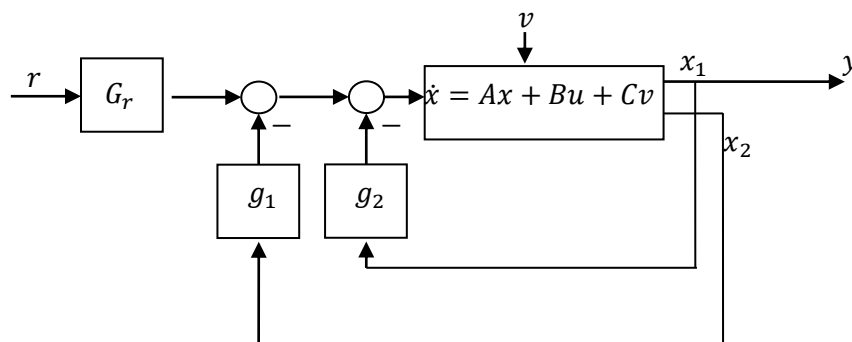 v
r
G_r
−
−
ẋ = Ax + Bu + Cv
x_1
y
x_2
g_1
g_2